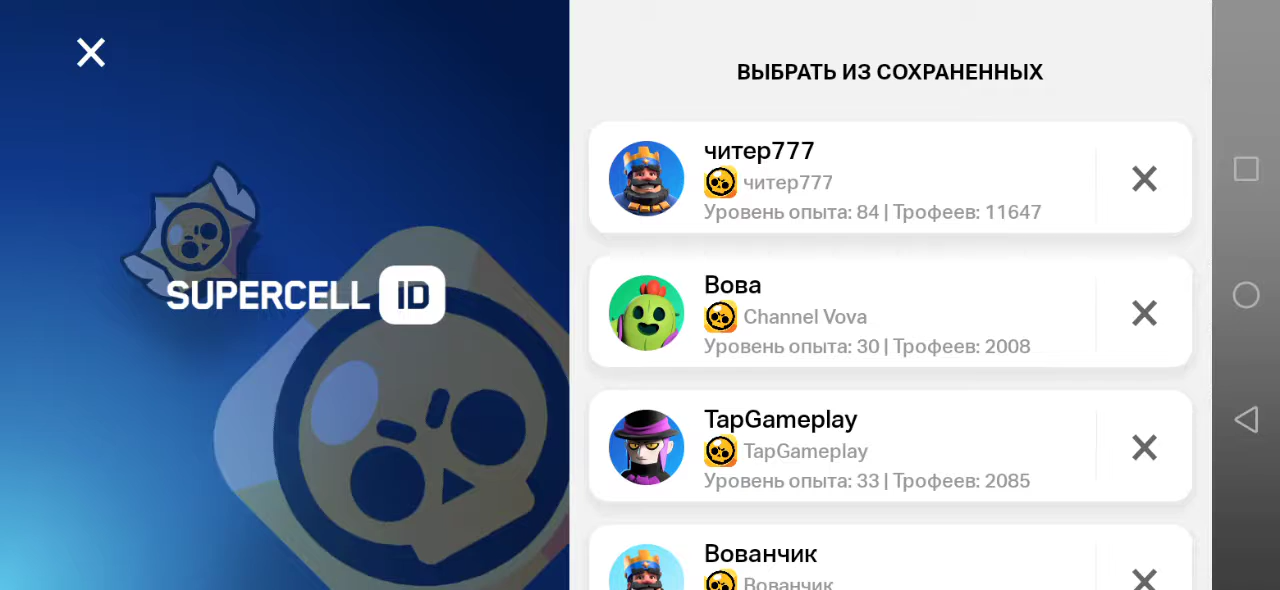 SUPERCELL ID
ВЫБРАТЬ ИЗ СОХРАНЕННЫХ
читер777
читер777
Уровень опыта: 84 | Трофеев: 11647
Вова
Channel Vova
Уровень опыта: 30 | Трофеев: 2008
TapGameplay
TapGameplay
Уровень опыта: 33 | Трофеев: 2085
Вованчик
Вованчик